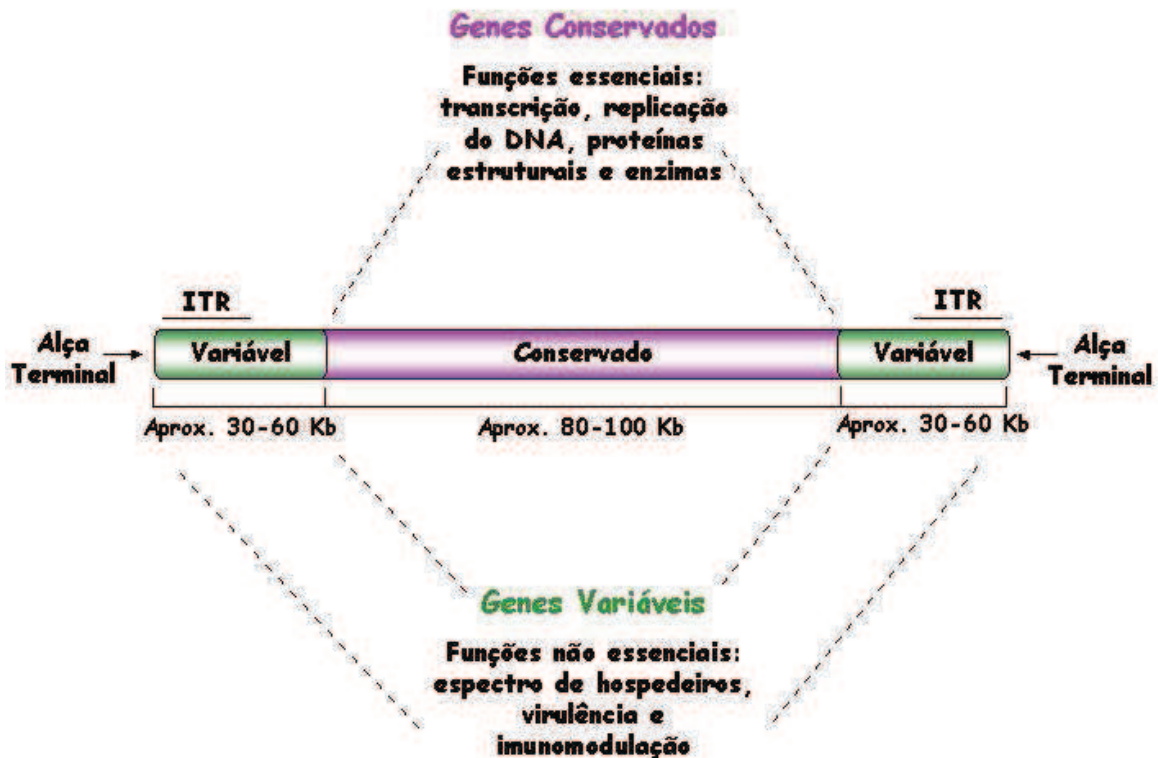 Genes Conservados
Funções essenciais:
transcrição, replicação
do DNA, proteínas
estruturais e enzimas
ITR
ITR
Alça
Terminal
Variável
Conservado
Variável
Alça
Terminal
Aprox. 30-60 Kb
Aprox. 80-100 Kb
Aprox. 30-60 Kb
Genes Variáveis
Funções não essenciais:
espectro de hospedeiros,
virulência e
imunomodulação